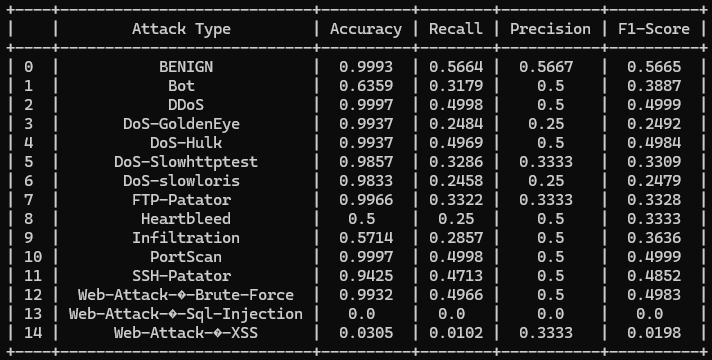 Attack Type | Accuracy | Recall | Precision | F1-Score
0 | BENIGN | 0.9993 | 0.5664 | 0.5667 | 0.5665
1 | Bot | 0.6359 | 0.3179 | 0.5 | 0.3887
2 | DDoS | 0.9997 | 0.4998 | 0.5 | 0.4999
3 | DoS-GoldenEye | 0.9937 | 0.2484 | 0.25 | 0.2492
4 | DoS-Hulk | 0.9937 | 0.4969 | 0.5 | 0.4984
5 | DoS-Slowhttptest | 0.9857 | 0.3286 | 0.3333 | 0.3309
6 | DoS-slowloris | 0.9833 | 0.2458 | 0.25 | 0.2479
7 | FTP-Patator | 0.9966 | 0.3322 | 0.3333 | 0.3328
8 | Heartbleed | 0.5 | 0.25 | 0.5 | 0.3333
9 | Infiltration | 0.5714 | 0.2857 | 0.5 | 0.3636
10 | PortScan | 0.9997 | 0.4998 | 0.5 | 0.4999
11 | SSH-Patator | 0.9425 | 0.4713 | 0.5 | 0.4852
12 | Web-Attack-�-Brute-Force | 0.9932 | 0.4966 | 0.5 | 0.4983
13 | Web-Attack-�-Sql-Injection | 0.0 | 0.0 | 0.0 | 0.0
14 | Web-Attack-�-XSS | 0.0305 | 0.0102 | 0.3333 | 0.0198